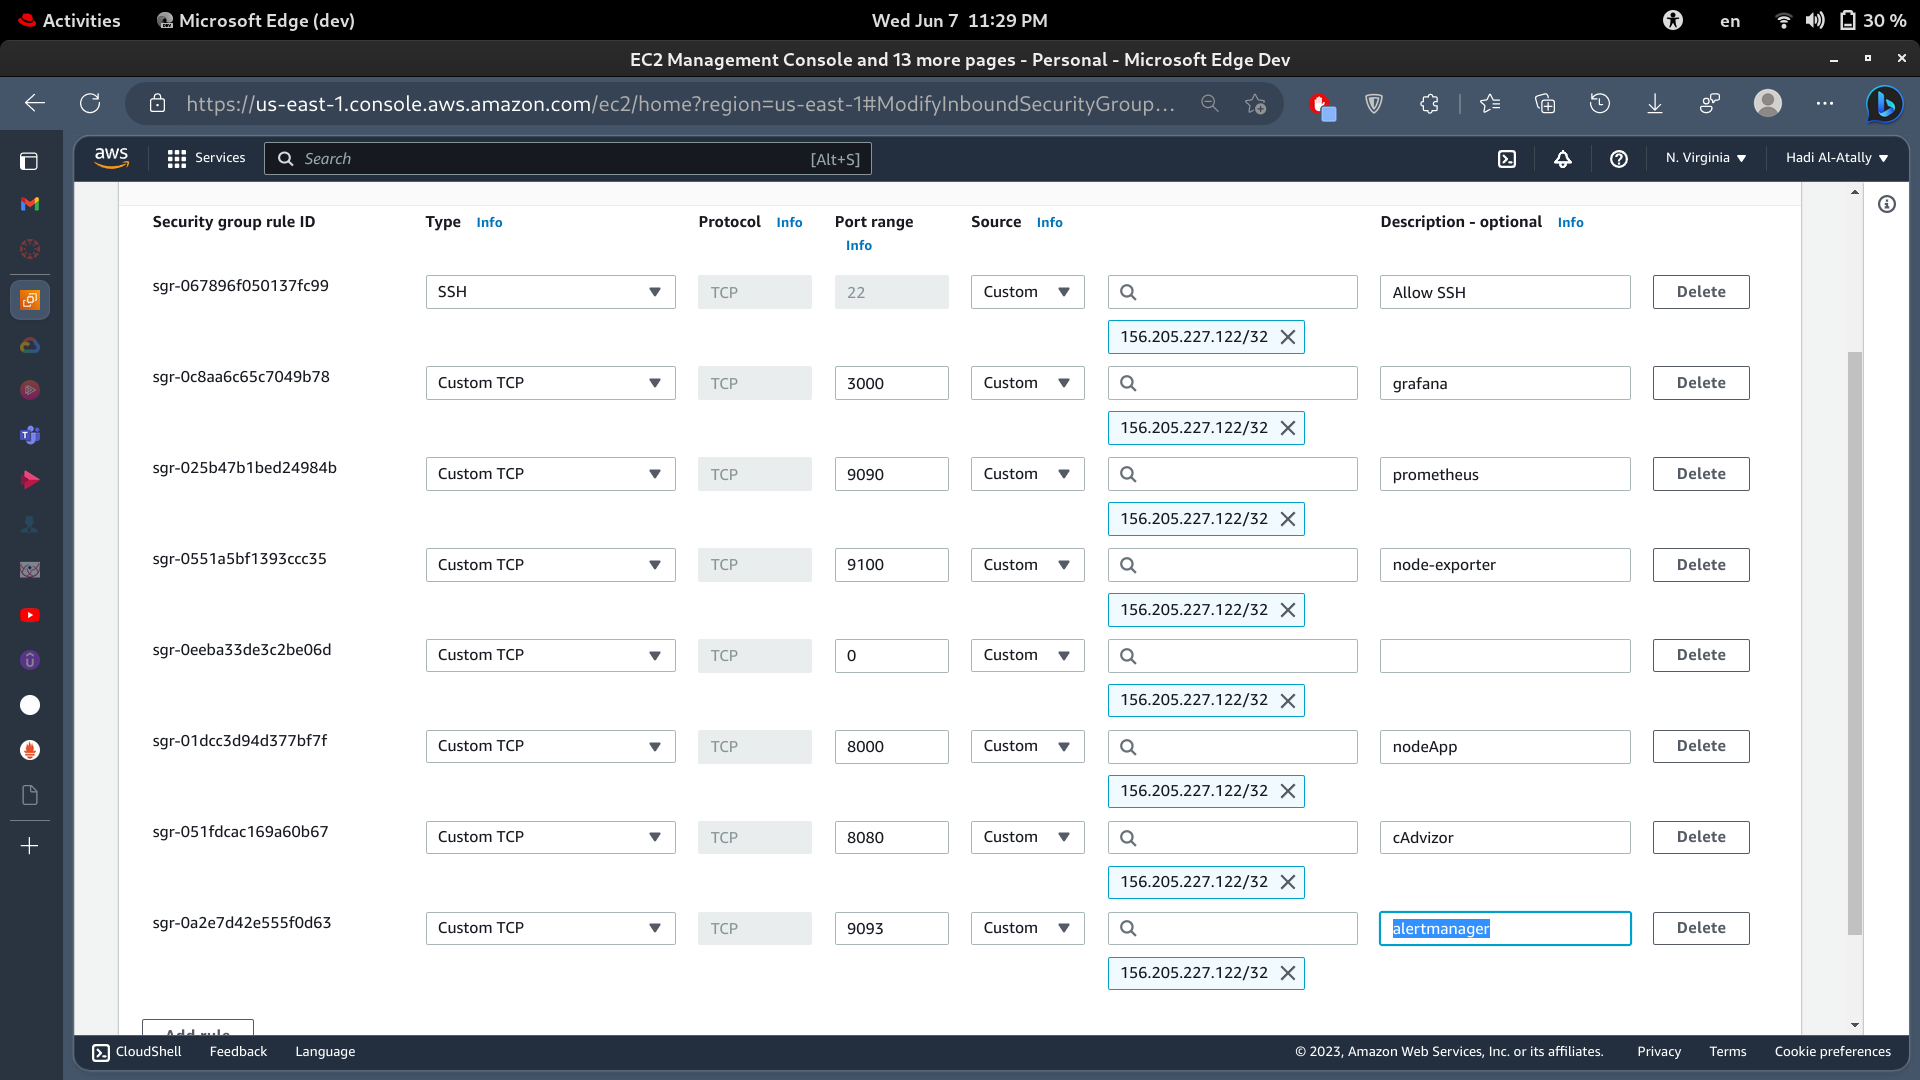 Activities
Microsoft Edge (dev)
Wed Jun 7 11:29 PM
en
30 %
EC2 Management Console and 13 more pages - Personal - Microsoft Edge Dev
https://us-east-1.console.aws.amazon.com/ec2/home?region=us-east-1#ModifyInboundSecurityGroup...
aws
Services
Search
[Alt+S]
N. Virginia
Hadi Al-Atally
Security group rule ID
Type Info
Protocol Info
Port range
Info
Source Info
Description - optional Info
sgr-067896f050137fc99
SSH
TCP
22
Custom
Allow SSH
Delete
156.205.227.122/32
sgr-0c8aa6c65c7049b78
Custom TCP
TCP
3000
Custom
grafana
Delete
156.205.227.122/32
sgr-025b47b1bed24984b
Custom TCP
TCP
9090
Custom
prometheus
Delete
156.205.227.122/32
sgr-0551a5bf1393ccc35
Custom TCP
TCP
9100
Custom
node-exporter
Delete
156.205.227.122/32
sgr-0eeba33de3c2be06d
Custom TCP
TCP
0
Custom
Delete
156.205.227.122/32
sgr-01dcc3d94d377bf7f
Custom TCP
TCP
8000
Custom
nodeApp
Delete
156.205.227.122/32
sgr-051fdcac169a60b67
Custom TCP
TCP
8080
Custom
cAdvizor
Delete
156.205.227.122/32
sgr-0a2e7d42e555f0d63
Custom TCP
TCP
9093
Custom
alertmanager
Delete
156.205.227.122/32
Add rule
CloudShell
Feedback
Language
© 2023, Amazon Web Services, Inc. or its affiliates.
Privacy
Terms
Cookie preferences